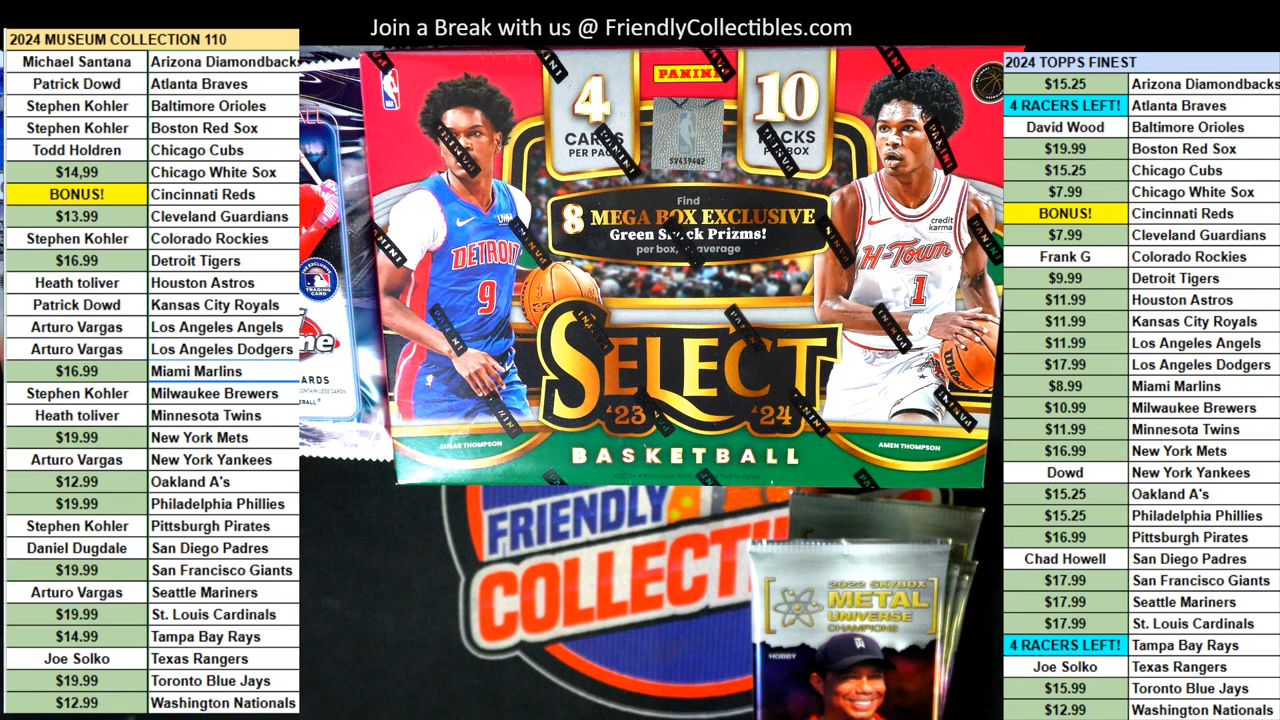 Join a Break with us @ FriendlyCollectibles.com
2024 MUSEUM COLLECTION 110
Michael Santana Arizona Diamondbacks
Patrick Dowd Atlanta Braves
Stephen Kohler Baltimore Orioles
Stephen Kohler Boston Red Sox
Todd Holdren Chicago Cubs
$14,99 Chicago White Sox
BONUS! Cincinnati Reds
$13.99 Cleveland Guardians
Stephen Kohler Colorado Rockies
$16.99 Detroit Tigers
Heath toliver Houston Astros
Patrick Dowd Kansas City Royals
Arturo Vargas Los Angeles Angels
Arturo Vargas Los Angeles Dodgers
$16.99 Miami Marlins
Stephen Kohler Milwaukee Brewers
Heath toliver Minnesota Twins
$19.99 New York Mets
Arturo Vargas New York Yankees
$12.99 Oakland A's
$19.99 Philadelphia Phillies
Stephen Kohler Pittsburgh Pirates
Daniel Dugdale San Diego Padres
$19.99 San Francisco Giants
Arturo Vargas Seattle Mariners
$19.99 St. Louis Cardinals
$14.99 Tampa Bay Rays
Joe Solko Texas Rangers
$19.99 Toronto Blue Jays
$12.99 Washington Nationals
PANINI
4
CARDS
PER PACK
10
PACKS
PER BOX
Find
8 MEGA BOX EXCLUSIVE
Green Shock Prizms!
per box, on average
DETROIT
9
credit karma
H-Town
1
SELECT
'23 '24
BASKETBALL
AUSAR THOMPSON
AMEN THOMPSON
FRIENDLY
COLLECTI
2022 SKYBOX
METAL
UNIVERSE
CHAMPIONS
HOBBY
2024 TOPPS FINEST
$15.25 Arizona Diamondbacks
4 RACERS LEFT! Atlanta Braves
David Wood Baltimore Orioles
$19.99 Boston Red Sox
$15.25 Chicago Cubs
$7.99 Chicago White Sox
BONUS! Cincinnati Reds
$7.99 Cleveland Guardians
Frank G Colorado Rockies
$9.99 Detroit Tigers
$11.99 Houston Astros
$11.99 Kansas City Royals
$11.99 Los Angeles Angels
$17.99 Los Angeles Dodgers
$8.99 Miami Marlins
$10.99 Milwaukee Brewers
$11.99 Minnesota Twins
$16.99 New York Mets
Dowd New York Yankees
$15.25 Oakland A's
$15.25 Philadelphia Phillies
$16.99 Pittsburgh Pirates
Chad Howell San Diego Padres
$17.99 San Francisco Giants
$17.99 Seattle Mariners
$17.99 St. Louis Cardinals
4 RACERS LEFT! Tampa Bay Rays
Joe Solko Texas Rangers
$15.99 Toronto Blue Jays
$12.99 Washington Nationals